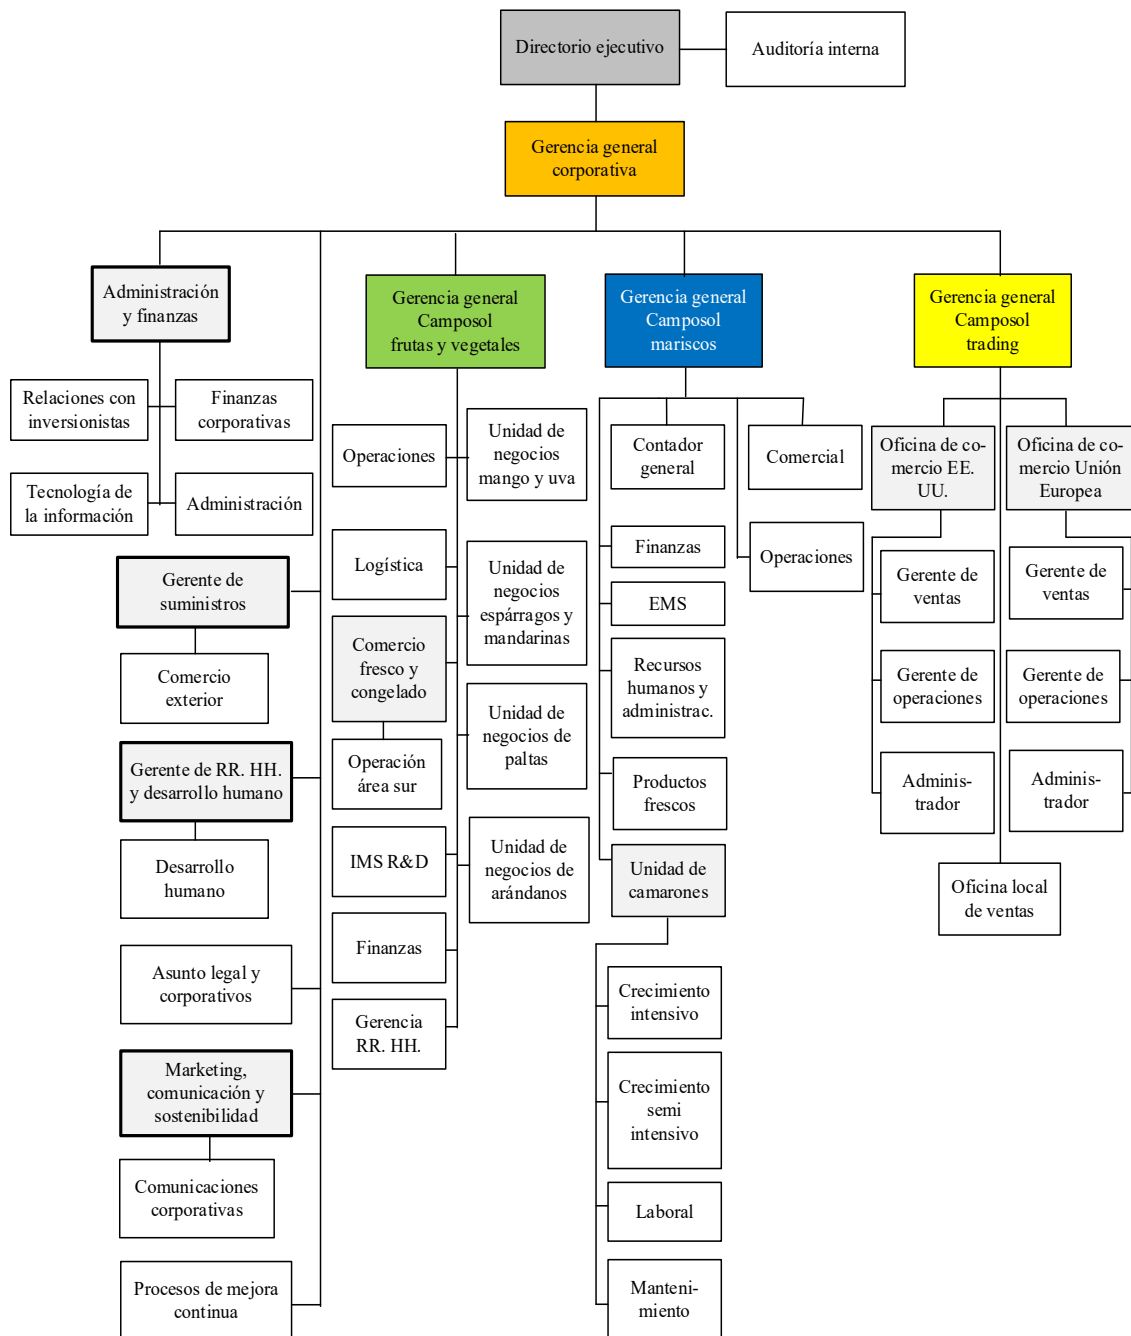 Directorio ejecutivo
Auditoría interna
Gerencia general
corporativa
Administración
y finanzas
Relaciones con
inversionistas
Finanzas
corporativas
Tecnología de
la información
Administración
Gerente de
suministros
Comercio
exterior
Gerente de RR. HH.
y desarrollo humano
Desarrollo
humano
Asunto legal y
corporativos
Marketing,
comunicación y
sostenibilidad
Comunicaciones
corporativas
Procesos de mejora
continua
Gerencia general
Camposol
frutas y vegetales
Operaciones
Unidad de
negocios
mango y uva
Logística
Unidad de
negocios
espárragos y
mandarinas
Comercio
fresco y
congelado
Operación
área sur
Unidad de
negocios de
paltas
IMS R&D
Unidad de
negocios de
arándanos
Finanzas
Gerencia
RR. HH.
Gerencia general
Camposol
mariscos
Contador
general
Comercial
Finanzas
Operaciones
EMS
Recursos
humanos y
administrac.
Productos
frescos
Unidad de
camarones
Crecimiento
intensivo
Crecimiento
semi
intensivo
Laboral
Manteni-
miento
Gerencia general
Camposol
trading
Oficina de co-
mercio EE.
UU.
Gerente de
ventas
Gerente de
operaciones
Adminis-
trador
Oficina de co-
mercio Unión
Europea
Gerente de
ventas
Gerente de
operaciones
Adminis-
trador
Oficina local
de ventas